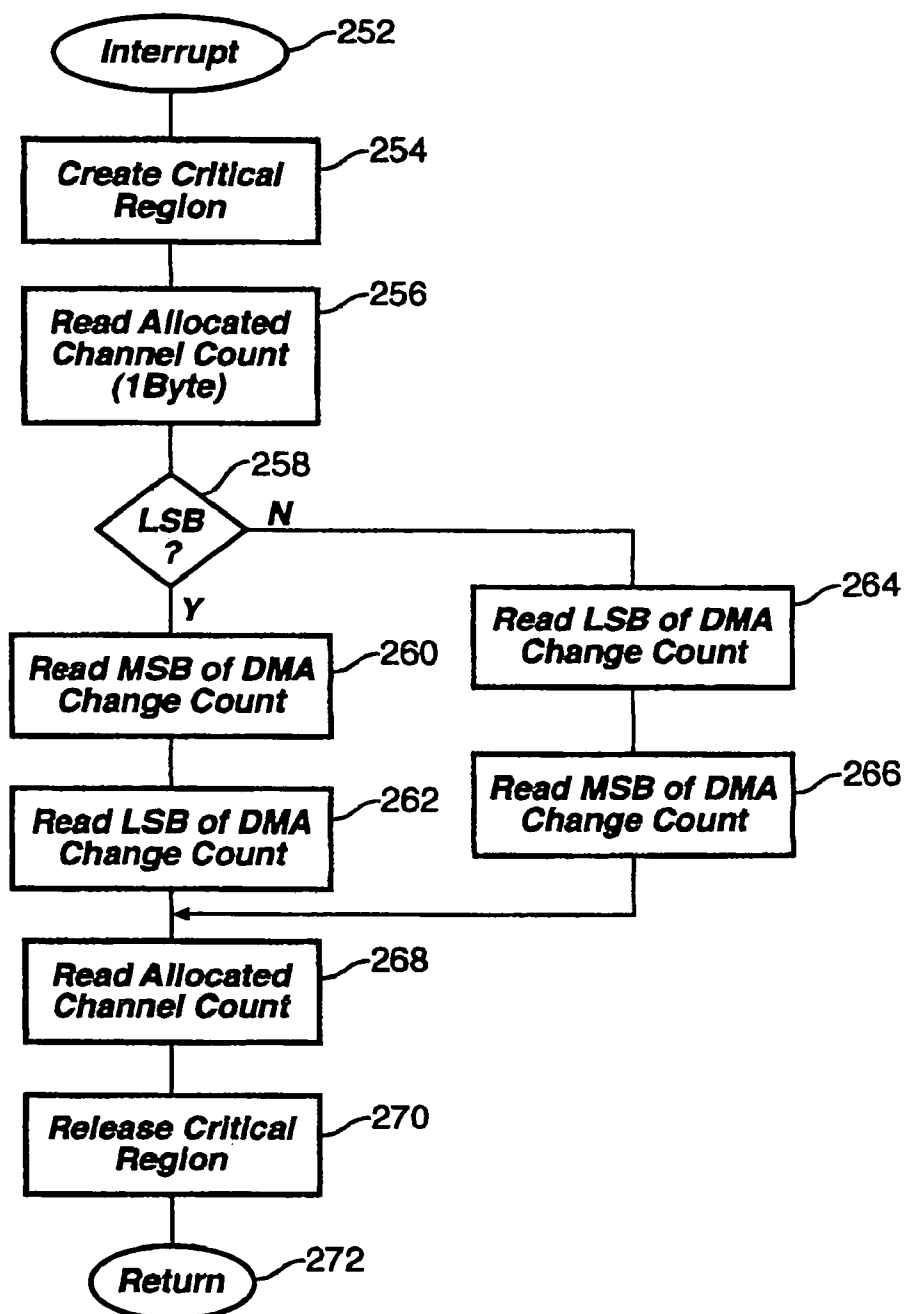 Interrupt
252
Create Critical
Region
254
Read Allocated
Channel Count
(1Byte)
256
LSB
?
258
N
Y
Read MSB of DMA
Change Count
260
Read LSB of DMA
Change Count
262
Read LSB of DMA
Change Count
264
Read MSB of DMA
Change Count
266
Read Allocated
Channel Count
268
Release Critical
Region
270
Return
272